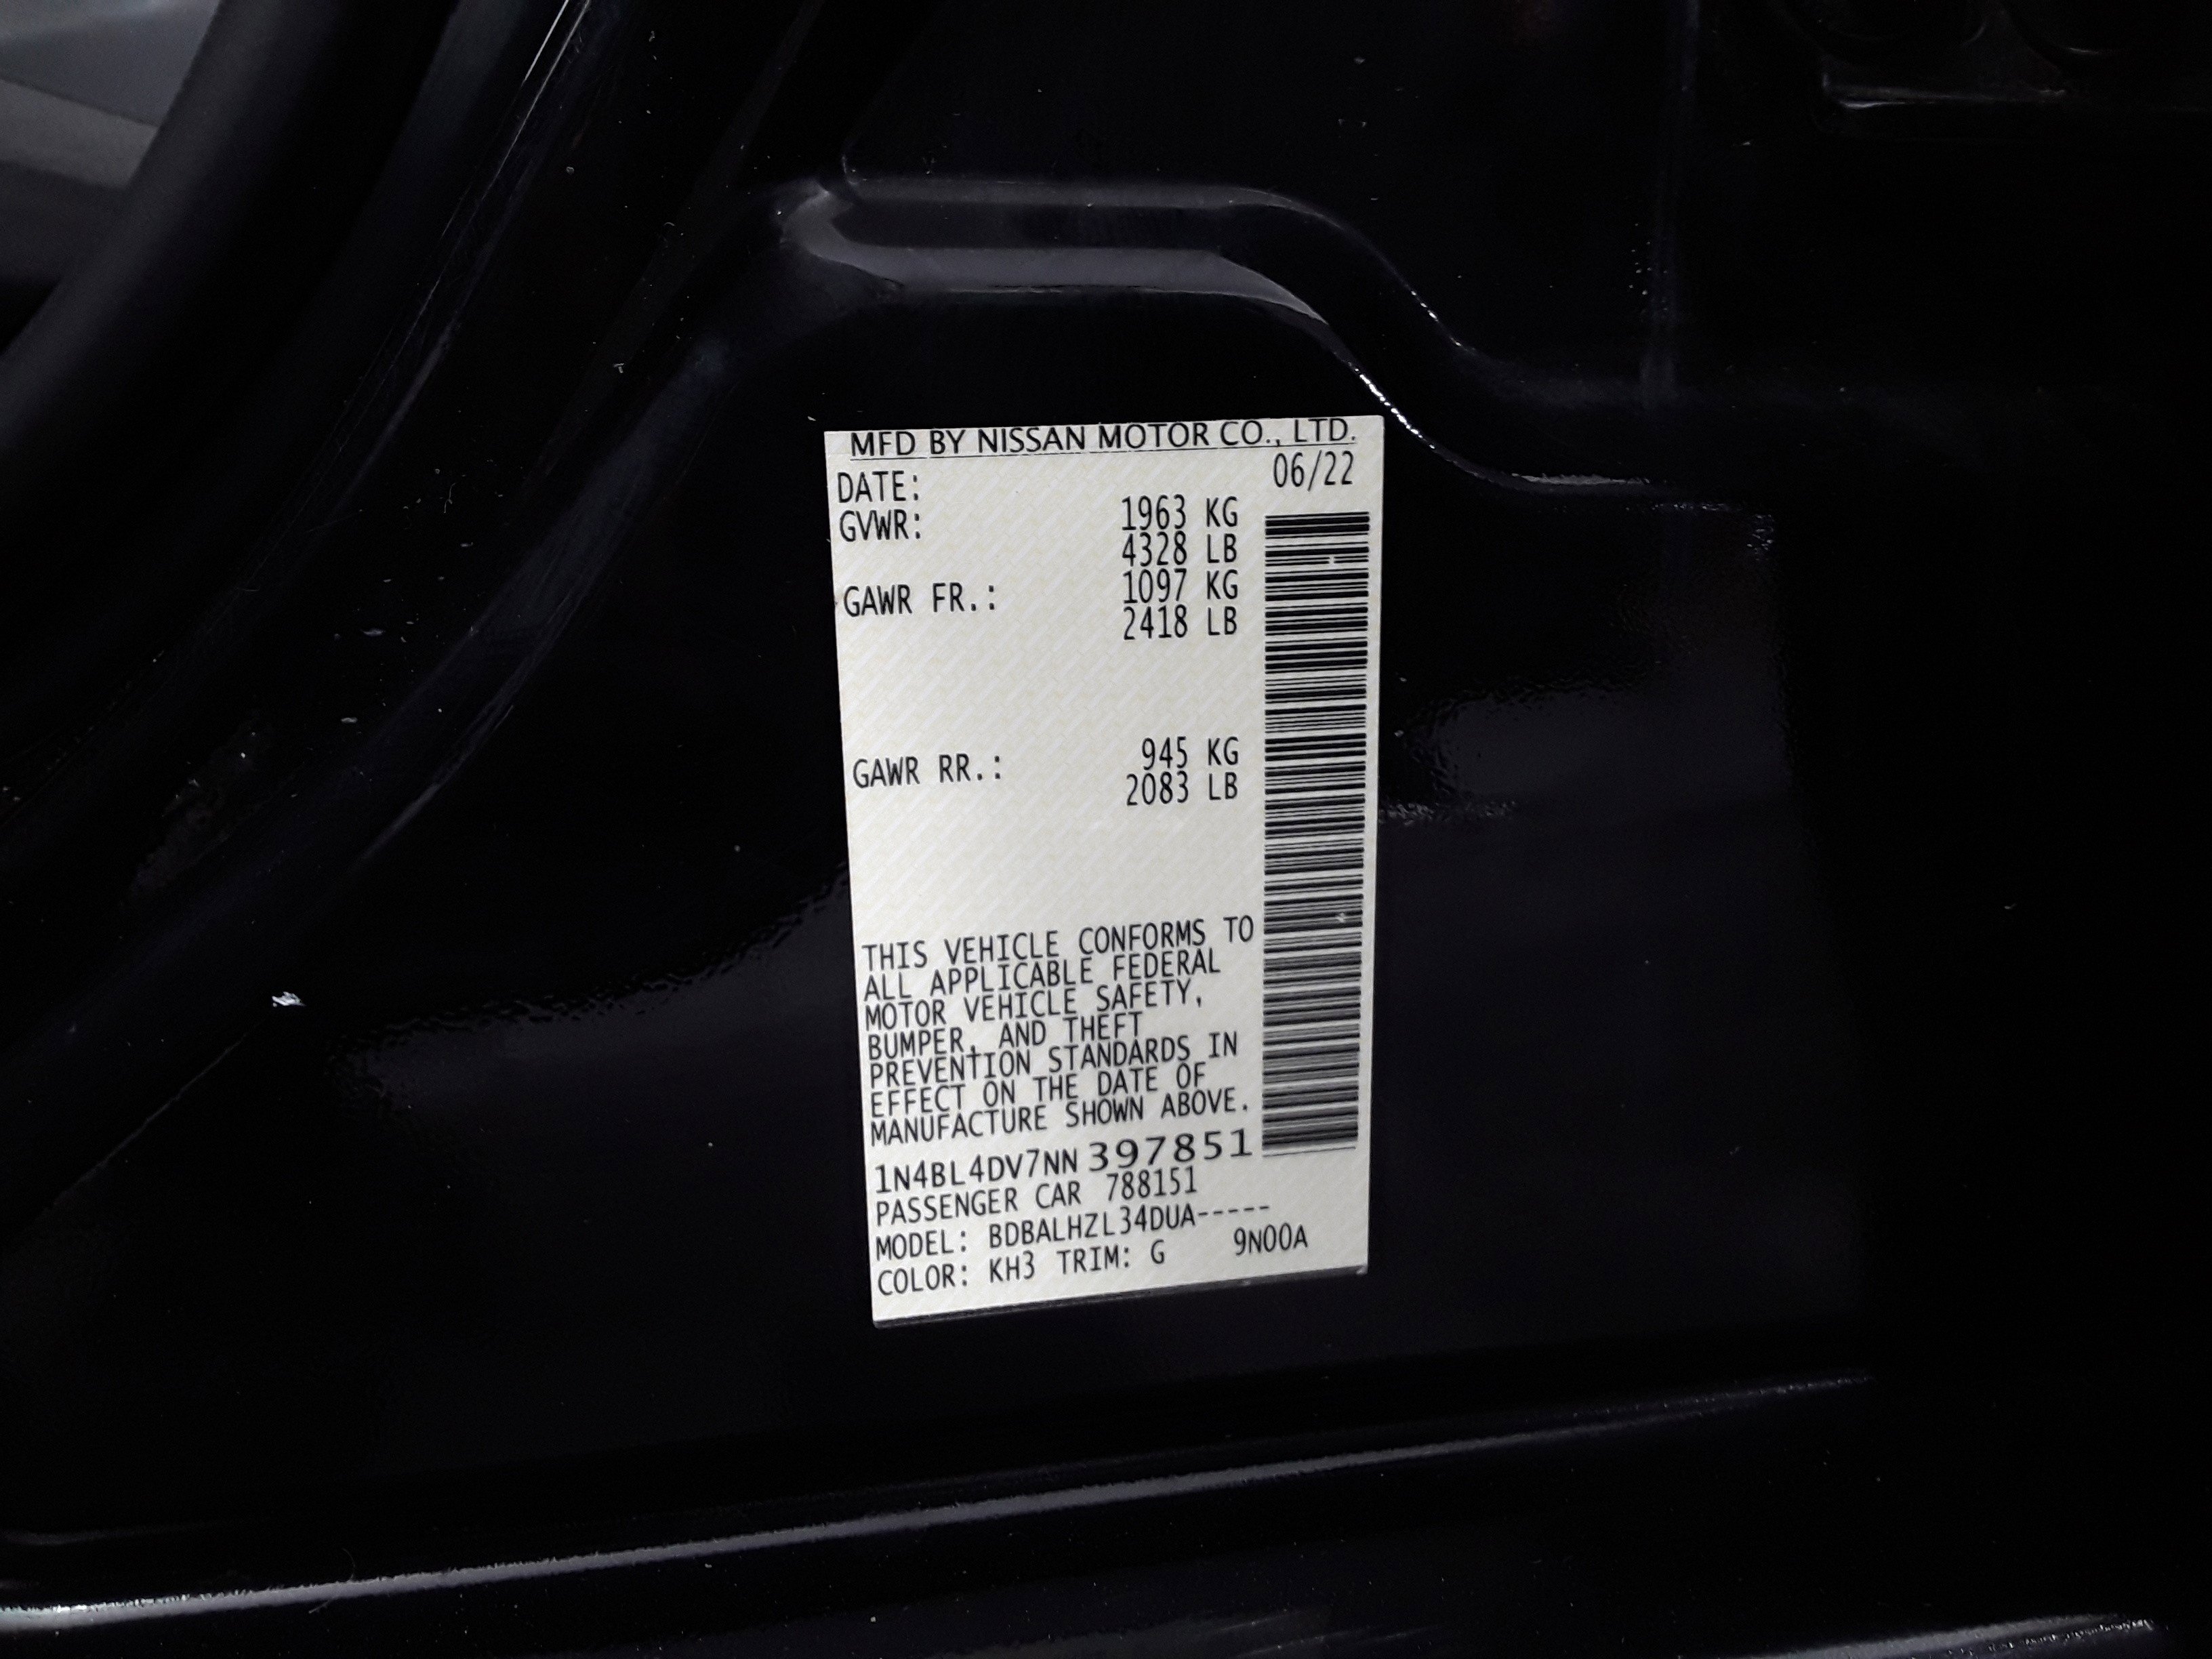 MFD BY NISSAN MOTOR CO., LTD.
DATE: 06/22
GVWR: 1963 KG
4328 LB
GAWR FR.: 1097 KG
2418 LB
GAWR RR.: 945 KG
2083 LB
THIS VEHICLE CONFORMS TO
ALL APPLICABLE FEDERAL
MOTOR VEHICLE SAFETY,
BUMPER, AND THEFT
PREVENTION STANDARDS IN
EFFECT ON THE DATE OF
MANUFACTURE SHOWN ABOVE.
1N4BL4DV7NN397851
PASSENGER CAR 788151
MODEL: BDBALHZL34DUA-----
COLOR: KH3 TRIM: G 9N00A